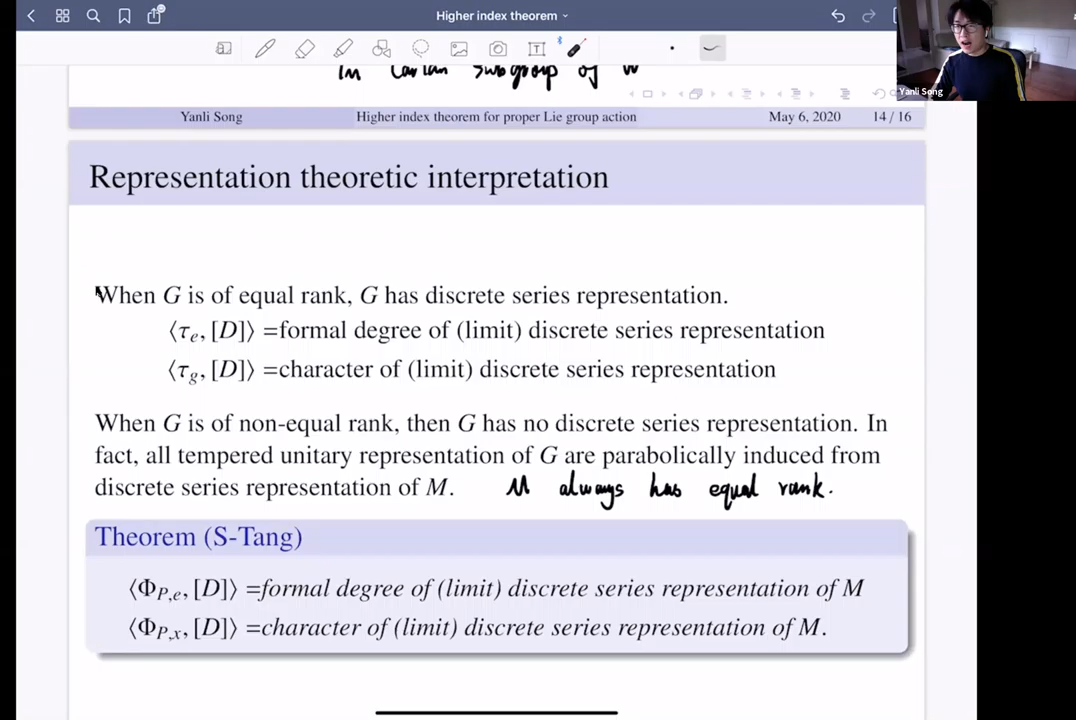 Higher index theorem
Yanli Song
In Cartan subgroup of
Yanli Song Higher index theorem for proper Lie group action May 6, 2020 14 / 16
Representation theoretic interpretation
When G is of equal rank, G has discrete series representation.
⟨τ_e, [D]⟩ =formal degree of (limit) discrete series representation
⟨τ_g, [D]⟩ =character of (limit) discrete series representation
When G is of non-equal rank, then G has no discrete series representation. In
fact, all tempered unitary representation of G are parabolically induced from
discrete series representation of M. M always has equal rank.
Theorem (S-Tang)
⟨Φ_{P,e}, [D]⟩ =formal degree of (limit) discrete series representation of M
⟨Φ_{P,x}, [D]⟩ =character of (limit) discrete series representation of M.